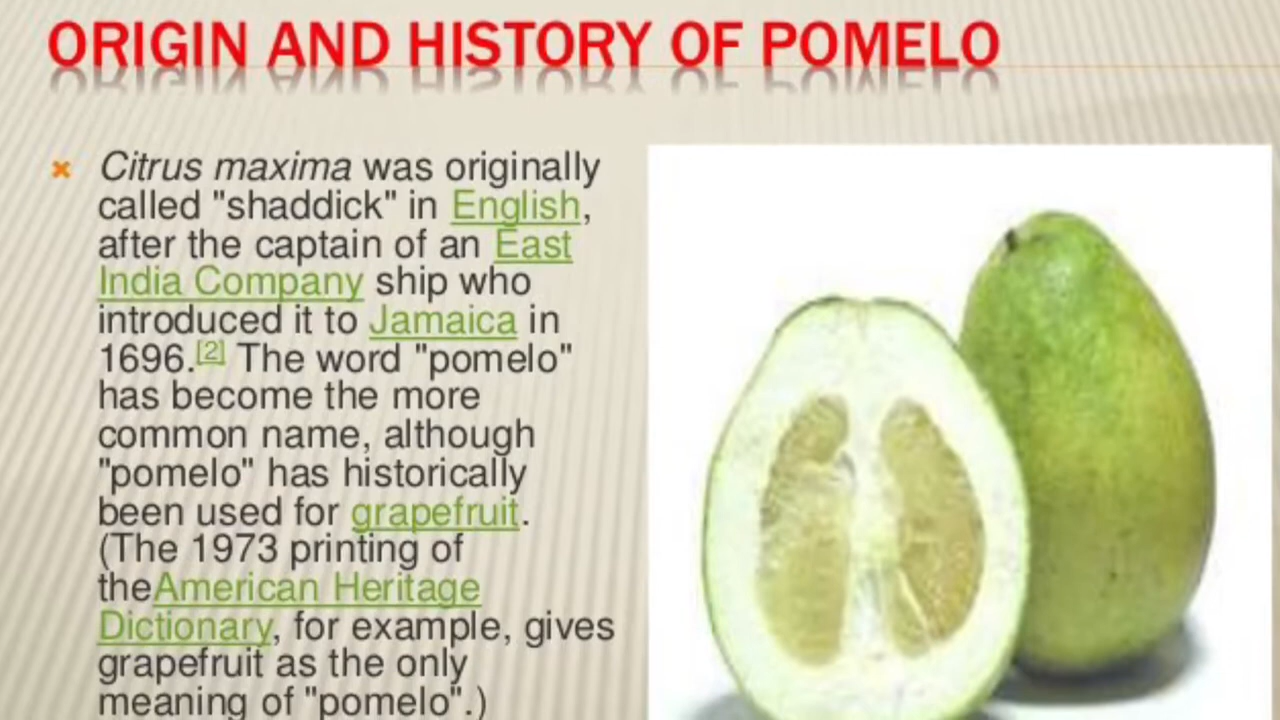 ORIGIN AND HISTORY OF POMELO
Citrus maxima was originally
called "shaddick" in English,
after the captain of an East
India Company ship who
introduced it to Jamaica in
1696.[2] The word "pomelo"
has become the more
common name, although
"pomelo" has historically
been used for grapefruit.
(The 1973 printing of
theAmerican Heritage
Dictionary, for example, gives
grapefruit as the only
meaning of "pomelo".)